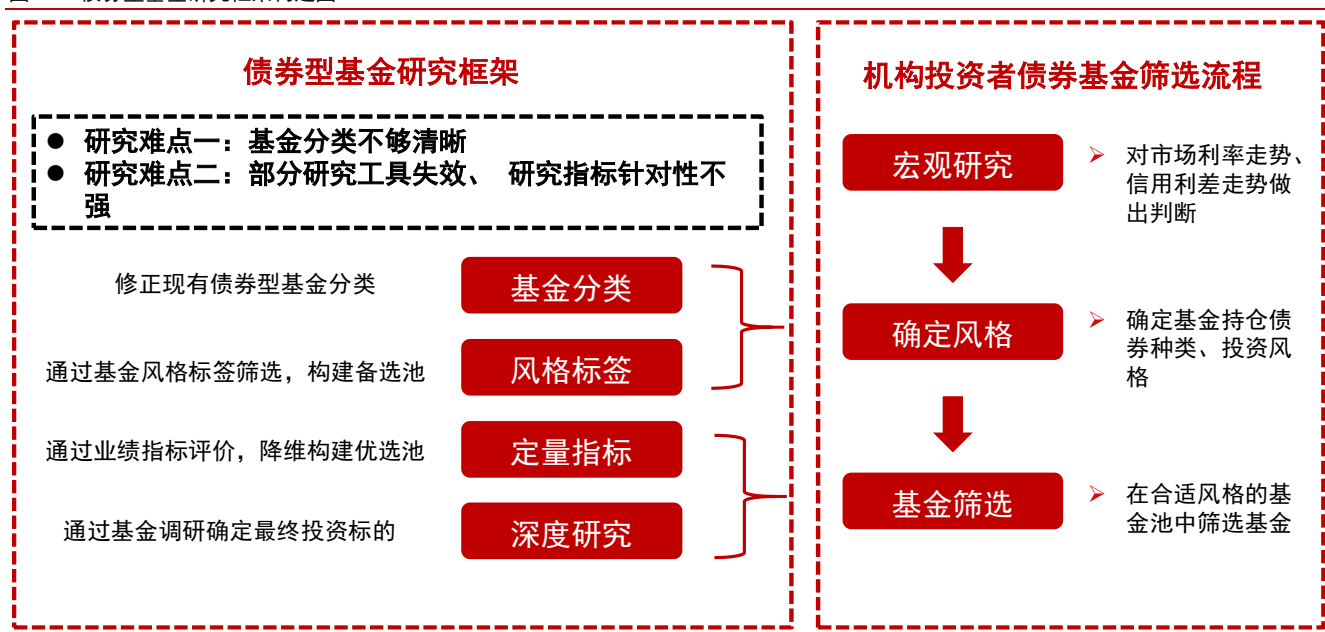 债券型基金研究框架
● 研究难点一：基金分类不够清晰
● 研究难点二：部分研究工具失效、 研究指标针对性不
强
修正现有债券型基金分类
基金分类
通过基金风格标签筛选，构建备选池
风格标签
通过业绩指标评价，降维构建优选池
定量指标
通过基金调研确定最终投资标的
深度研究
机构投资者债券基金筛选流程
宏观研究
➢ 对市场利率走势、
信用利差走势做
出判断
确定风格
➢ 确定基金持仓债
券种类、投资风
格
基金筛选
➢ 在合适风格的基
金池中筛选基金